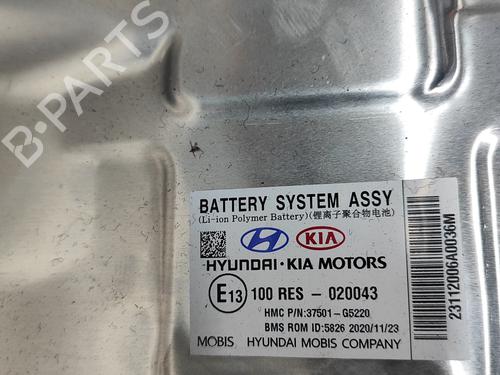 B-PARTS
BATTERY SYSTEM ASSY
(Li-ion Polymer Battery)(锂离子聚合物电池)
KIA
HYUNDAI · KIA MOTORS
E13 100 RES - 020043
HMC P/N:37501-G5220
BMS ROM ID:5826 2020/11/23
MOBIS HYUNDAI MOBIS COMPANY
23112006A0036M